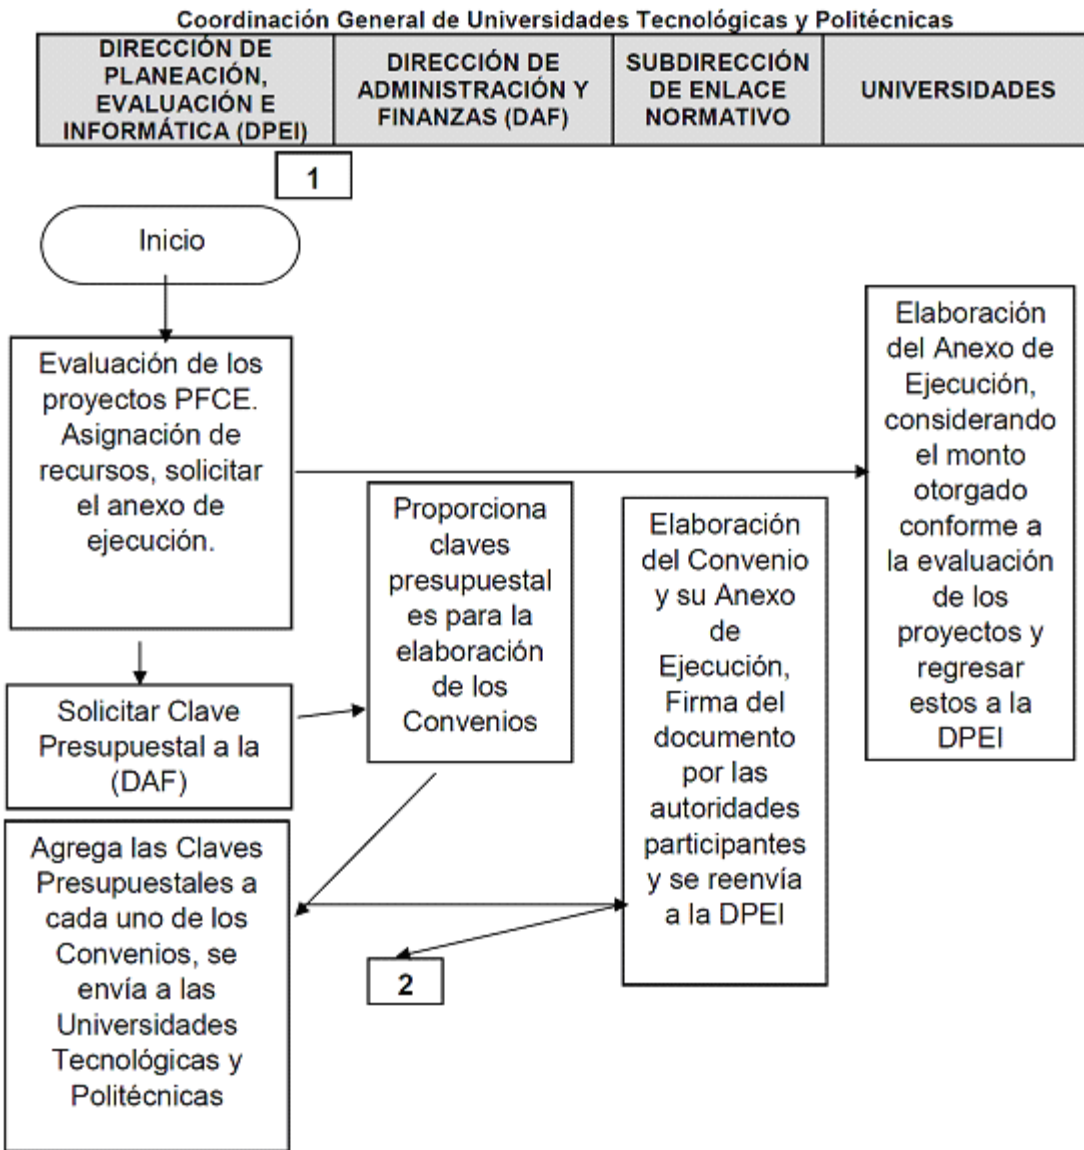 Coordinación General de Universidades Tecnológicas y Politécnicas
DIRECCIÓN DE
PLANEACIÓN,
EVALUACIÓN E
INFORMÁTICA (DPEI)
DIRECCIÓN DE
ADMINISTRACIÓN Y
FINANZAS (DAF)
SUBDIRECCIÓN
DE ENLACE
NORMATIVO
UNIVERSIDADES
1
Inicio
Evaluación de los
proyectos PFCE.
Asignación de
recursos, solicitar
el anexo de
ejecución.
Elaboración
del Anexo de
Ejecución,
considerando
el monto
otorgado
conforme a
la evaluación
de los
proyectos y
regresar
estos a la
DPEI
Solicitar Clave
Presupuestal a la
(DAF)
Proporciona
claves
presupuestal
es para la
elaboración
de los
Convenios
Agrega las Claves
Presupuestales a
cada uno de los
Convenios, se
envía a las
Universidades
Tecnológicas y
Politécnicas
Elaboración
del Convenio
y su Anexo
de
Ejecución,
Firma del
documento
por las
autoridades
participantes
y se reenvía
a la DPEI
2